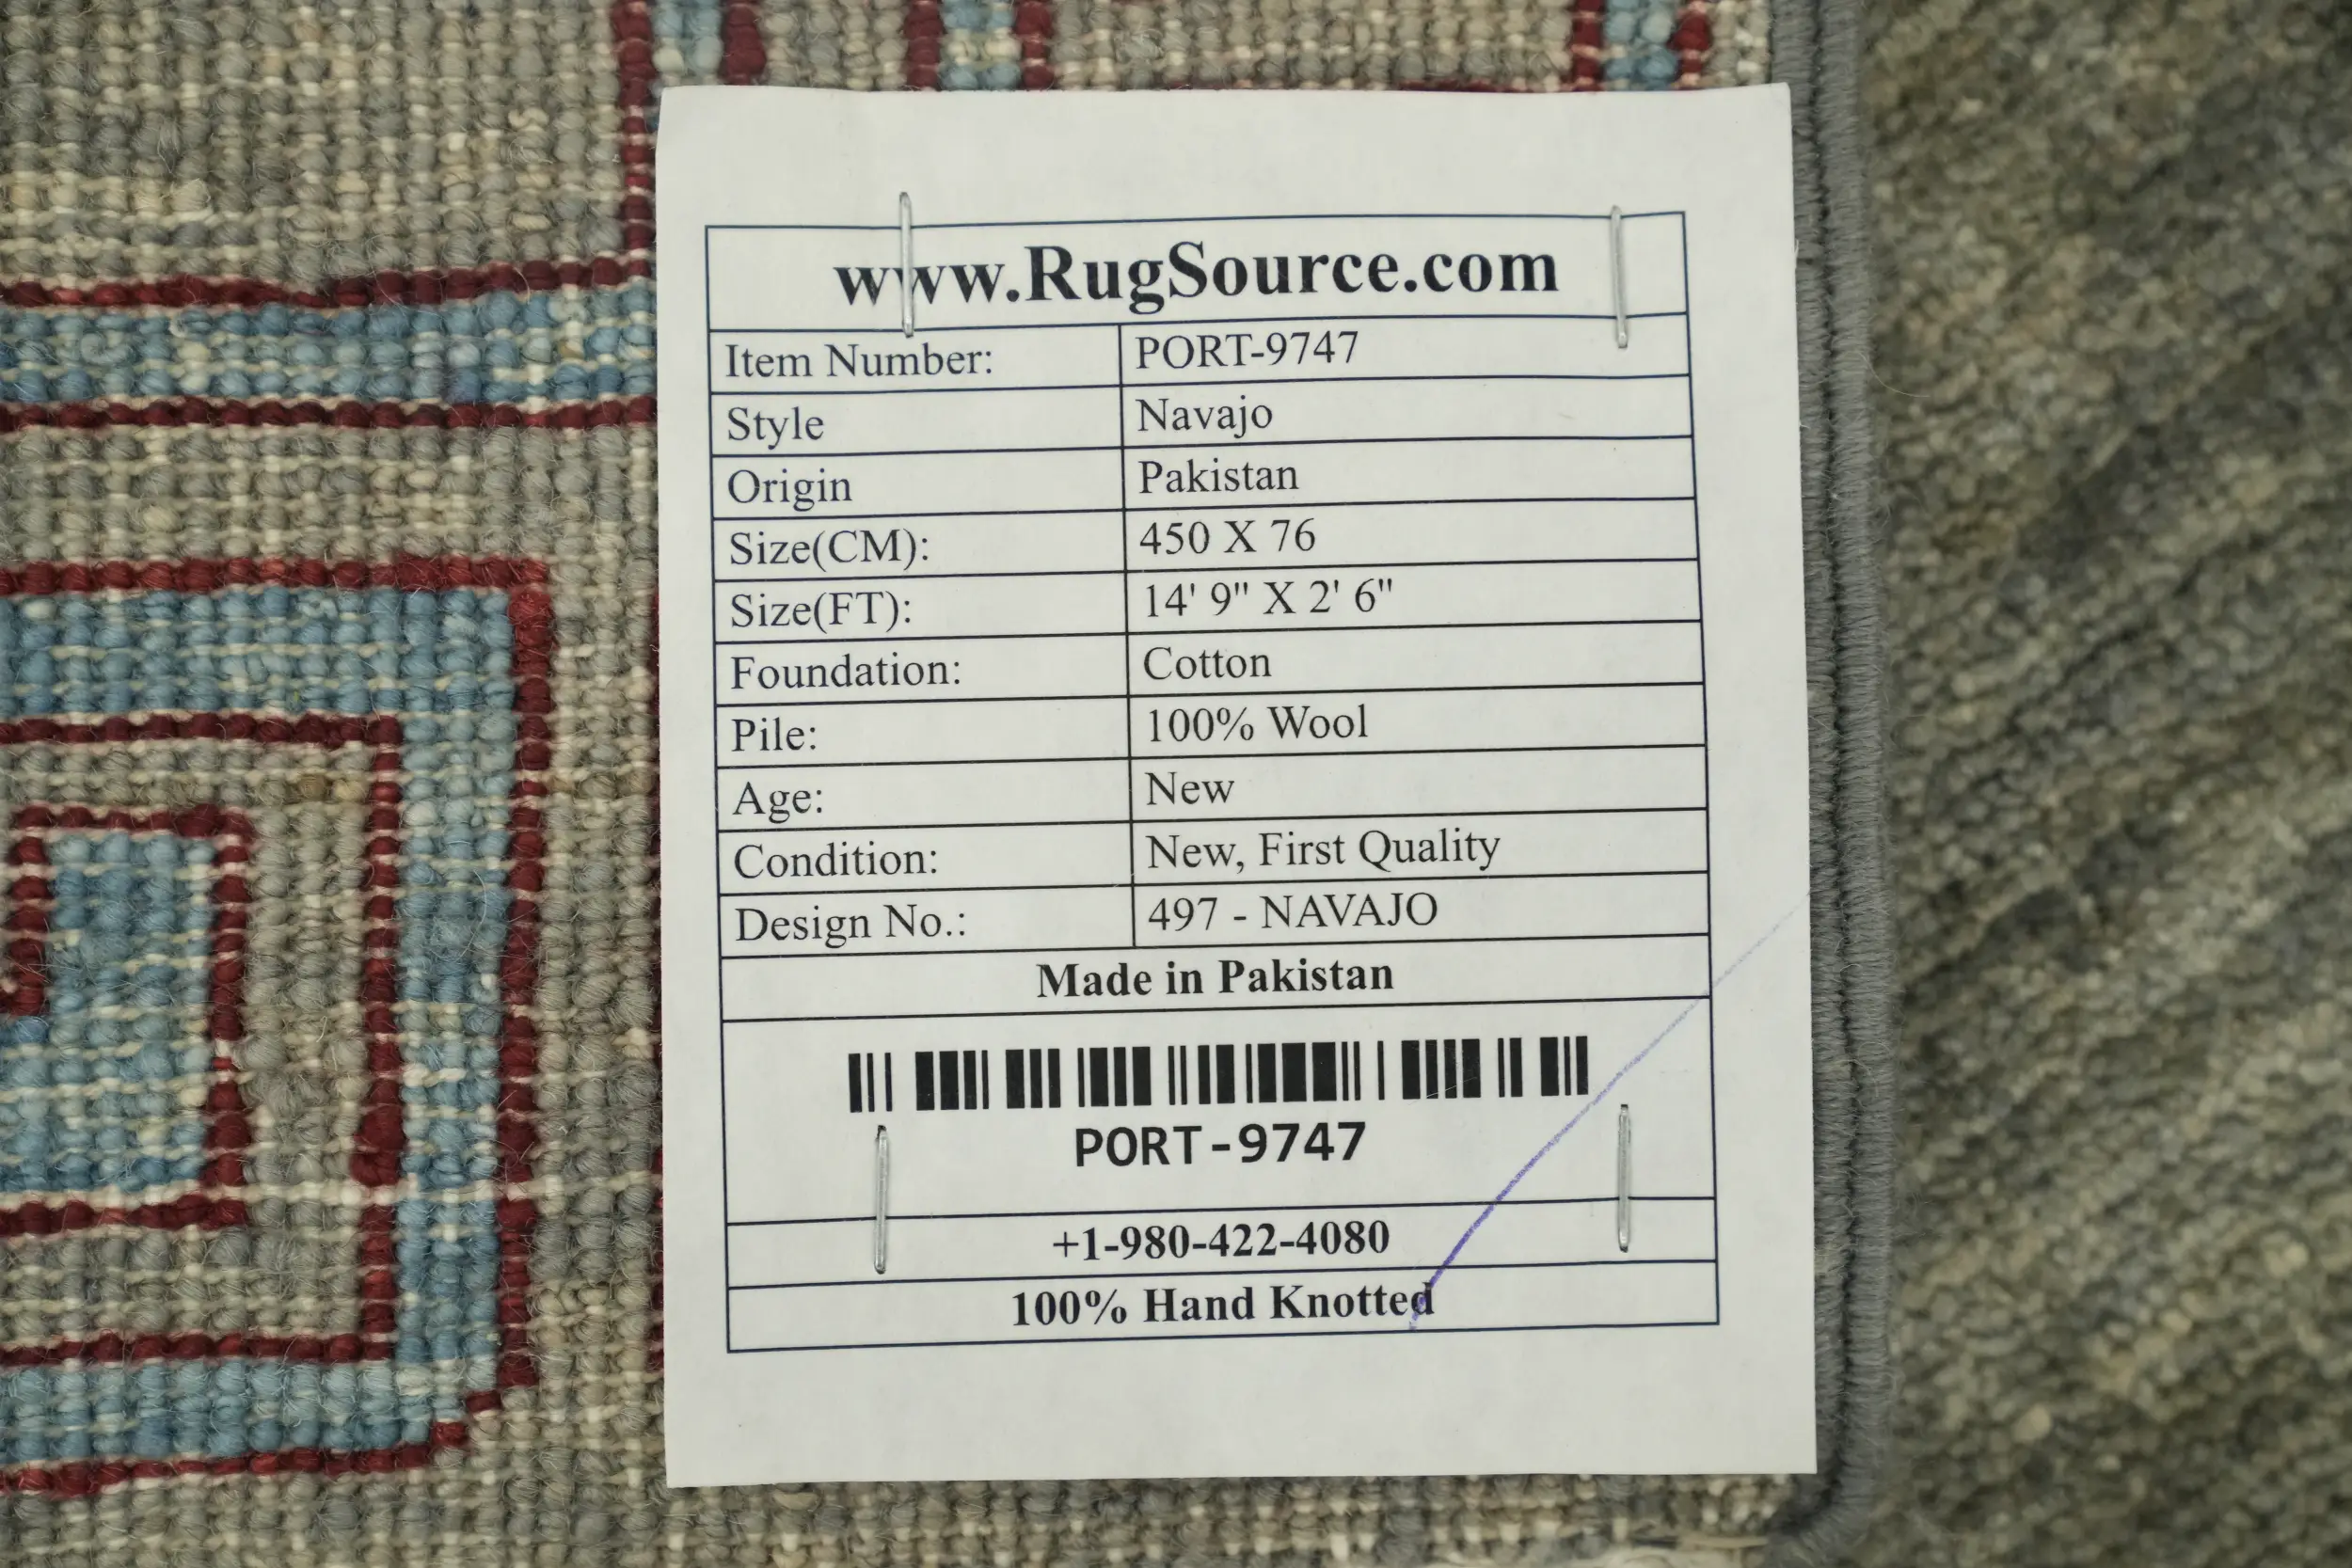 www.RugSource.com
Item Number: PORT-9747
Style Navajo
Origin Pakistan
Size(CM): 450 X 76
Size(FT): 14' 9" X 2' 6"
Foundation: Cotton
Pile: 100% Wool
Age: New
Condition: New, First Quality
Design No.: 497 - NAVAJO
Made in Pakistan
PORT-9747
+1-980-422-4080
100% Hand Knotted